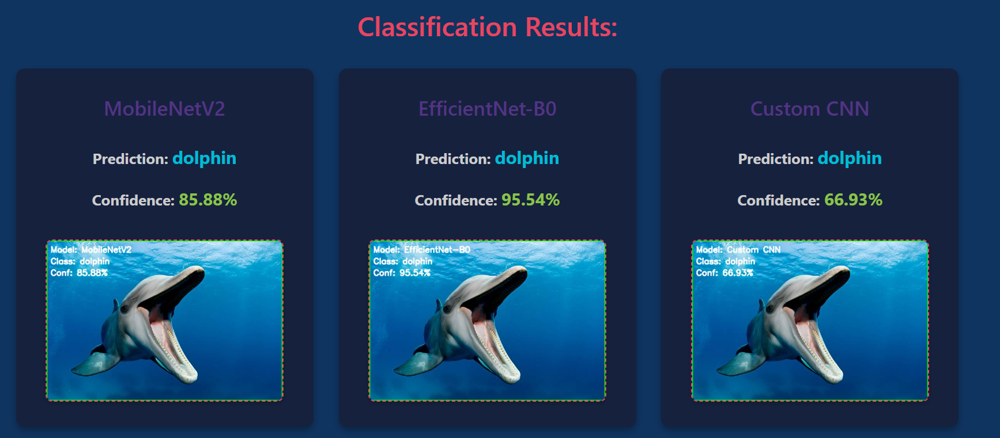 Classification Results:
MobileNetV2
Prediction: dolphin
Confidence: 85.88%
Model: MobileNetV2
Class: dolphin
Conf: 85.88%
EfficientNet-B0
Prediction: dolphin
Confidence: 95.54%
Model: EfficientNet-B0
Class: dolphin
Conf: 95.54%
Custom CNN
Prediction: dolphin
Confidence: 66.93%
Model: Custom CNN
Class: dolphin
Conf: 66.93%